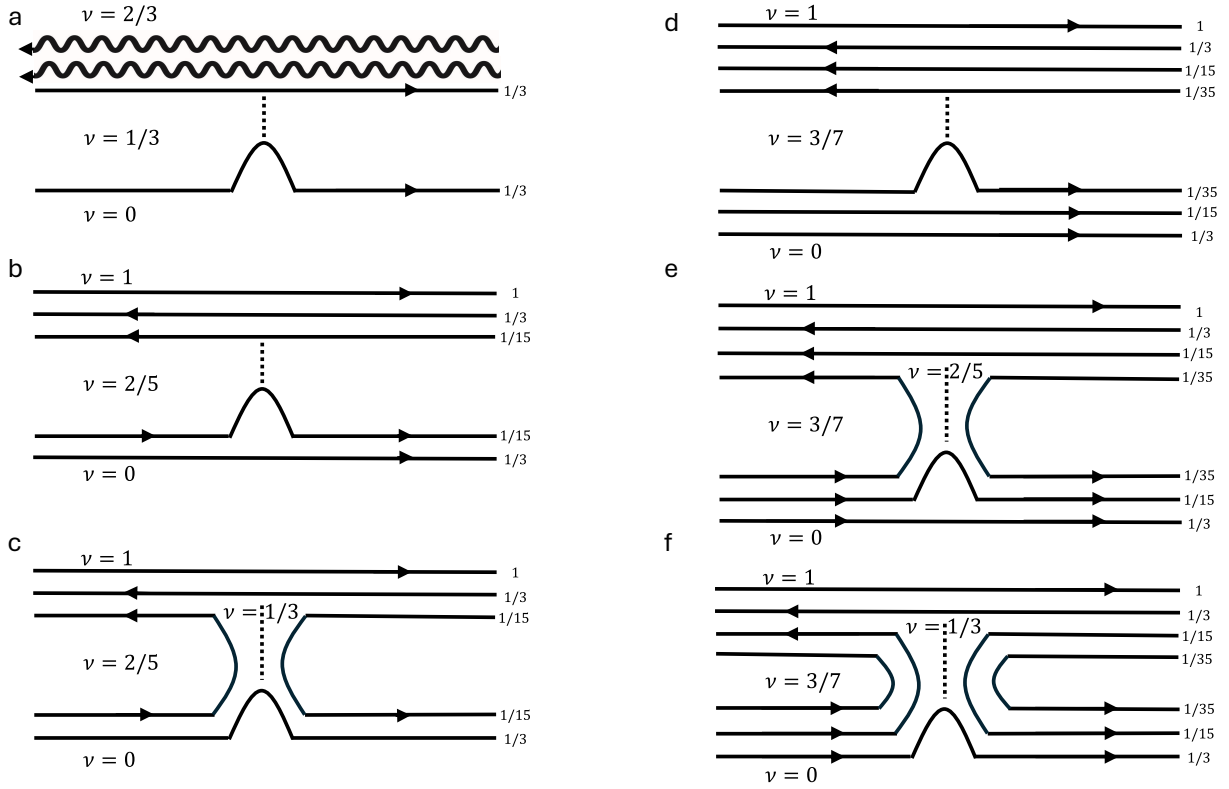 a
ν = 2/3
1/3
ν = 1/3
1/3
ν = 0
b
ν = 1
1
1/3
1/15
ν = 2/5
1/15
1/3
ν = 0
c
ν = 1
1
1/3
ν = 1/3
1/15
ν = 2/5
1/15
1/3
ν = 0
d
ν = 1
1
1/3
1/15
1/35
ν = 3/7
1/35
1/15
1/3
ν = 0
e
ν = 1
1
1/3
1/15
ν = 2/5
1/35
ν = 3/7
1/35
1/15
1/3
ν = 0
f
ν = 1
1
1/3
ν = 1/3
1/15
1/35
ν = 3/7
1/35
1/15
1/3
ν = 0